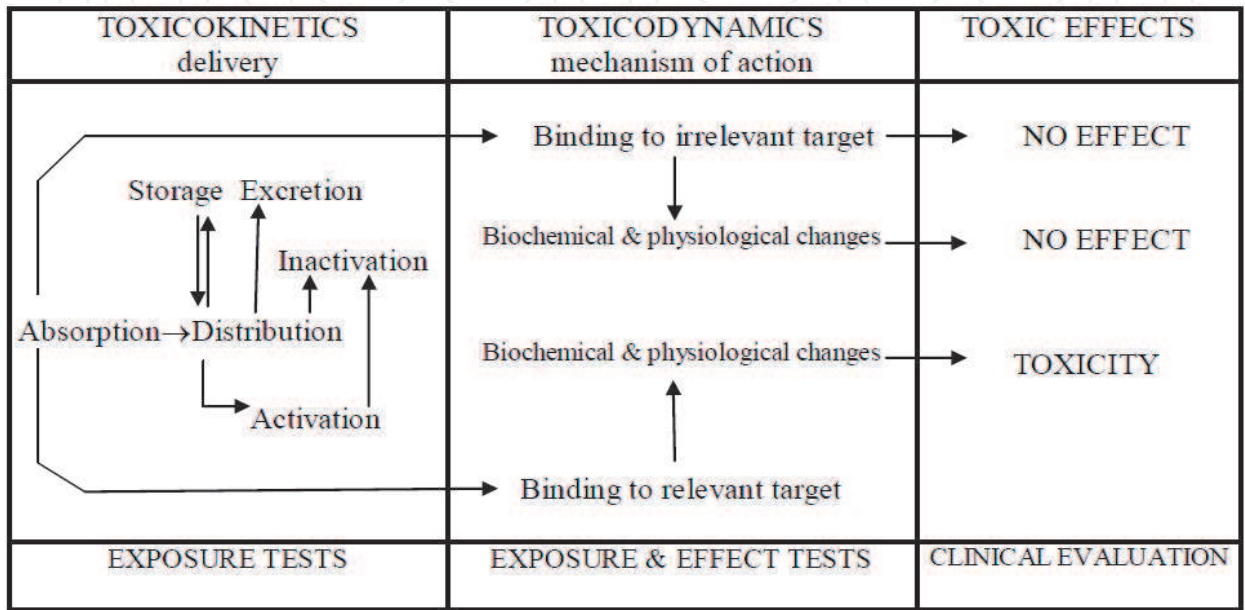 TOXICOKINETICS
delivery
TOXICODYNAMICS
mechanism of action
TOXIC EFFECTS
Storage Excretion
Inactivation
Absorption→Distribution
Activation
Binding to irrelevant target
Biochemical & physiological changes
Biochemical & physiological changes
Binding to relevant target
NO EFFECT
NO EFFECT
TOXICITY
EXPOSURE TESTS
EXPOSURE & EFFECT TESTS
CLINICAL EVALUATION